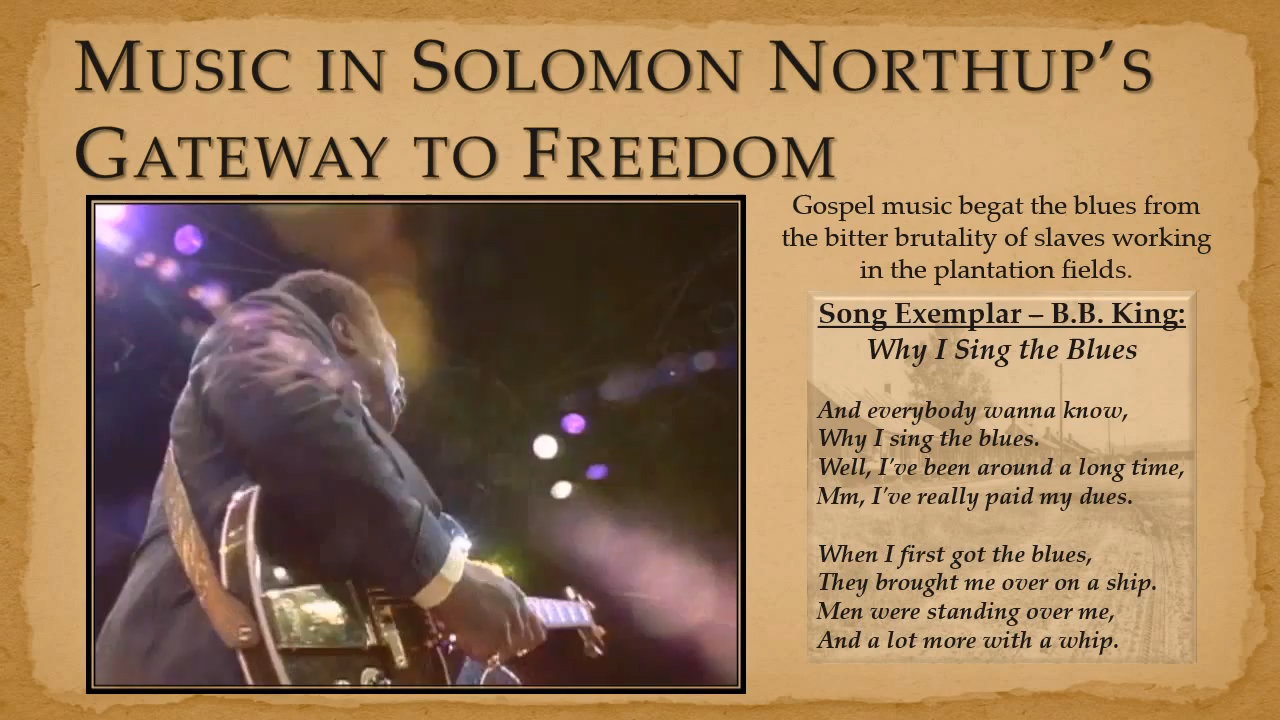 MUSIC IN SOLOMON NORTHUP’S
GATEWAY TO FREEDOM
Gospel music begat the blues from
the bitter brutality of slaves working
in the plantation fields.
Song Exemplar – B.B. King:
Why I Sing the Blues
And everybody wanna know,
Why I sing the blues.
Well, I’ve been around a long time,
Mm, I’ve really paid my dues.
When I first got the blues,
They brought me over on a ship.
Men were standing over me,
And a lot more with a whip.